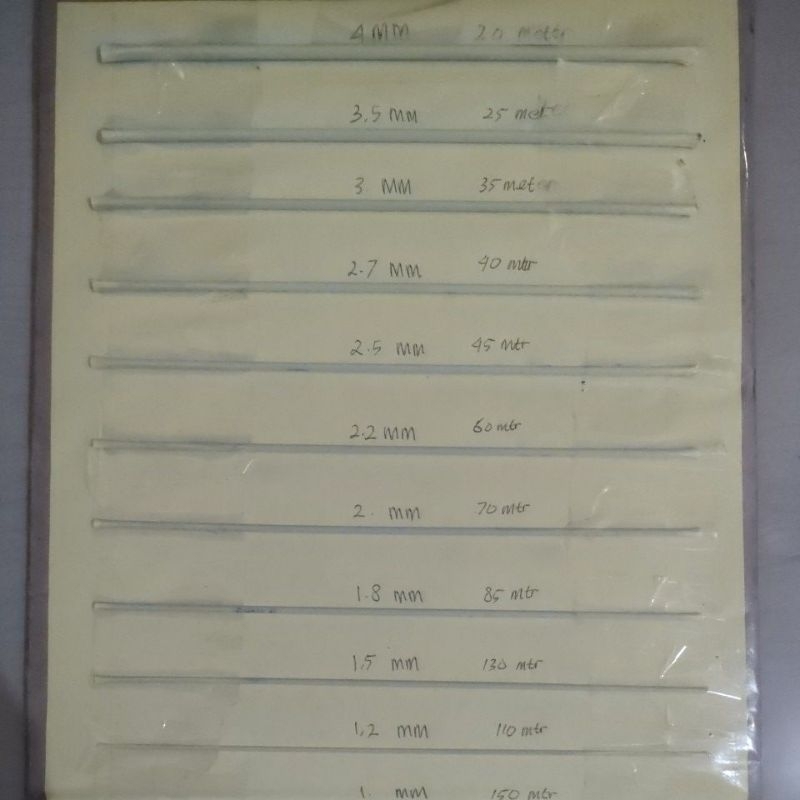 4 MM 20 meter
3.5 MM 25 meter
3 MM 35 meter
2.7 MM 40 mtr
2.5 MM 45 Mtr
2.2 MM 60 mtr
2. MM 70 mtr
1.8 MM 85 Mtr
1.5 MM 130 mtr
1,2 MM 110 mtr
1. MM 150 mtr